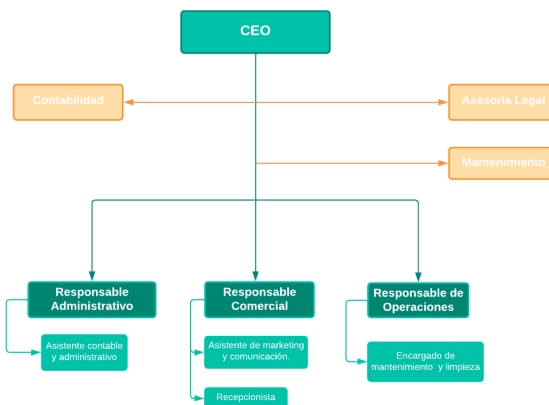 CEO
Contabilidad
Asesoría Legal
Mantenimiento
Responsable
Administrativo
Responsable
Comercial
Responsable de
Operaciones
Asistente contable
y administrativo
Asistente de marketing
y comunicación.
Encargado de
mantenimiento y limpieza
Recepcionista